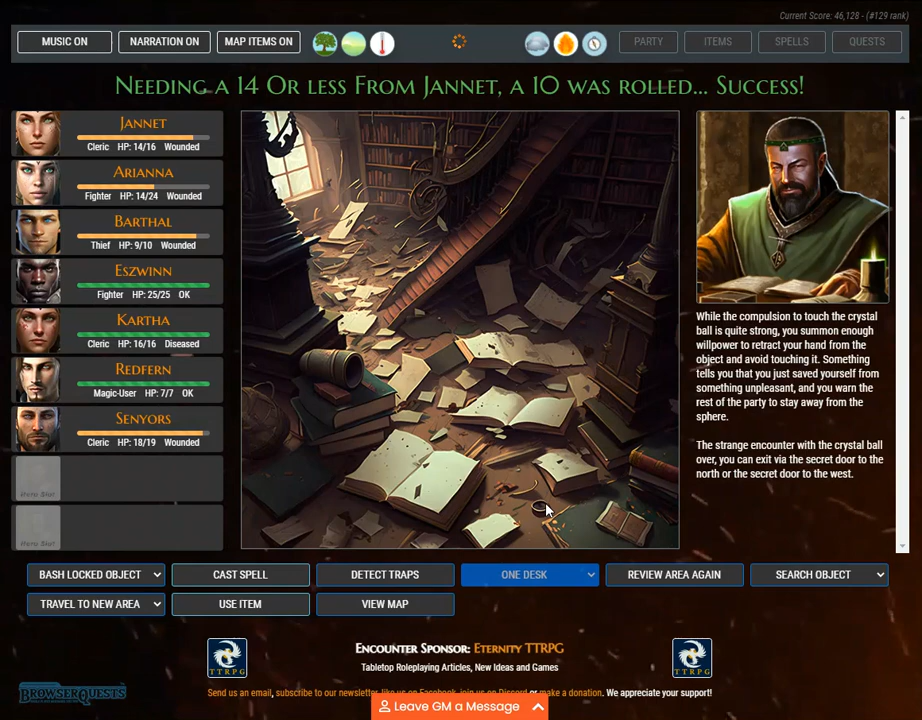 Current Score: 46,128 - (#129 rank)
MUSIC ON NARRATION ON MAP ITEMS ON PARTY ITEMS SPELLS QUESTS
Needing a 14 Or less From Jannet, a 10 was rolled... Success!
Jannet
Cleric HP: 14/16 Wounded
Arianna
Fighter HP: 14/24 Wounded
Barthal
Thief HP: 9/10 Wounded
Eszwinn
Fighter HP: 25/25 OK
Kartha
Cleric HP: 16/16 Diseased
Redfern
Magic-User HP: 7/7 OK
Senyors
Cleric HP: 18/19 Wounded
Hero Slot
Hero Slot
While the compulsion to touch the crystal
ball is quite strong, you summon enough
willpower to retract your hand from the
object and avoid touching it. Something
tells you that you just saved yourself from
something unpleasant, and you warn the
rest of the party to stay away from the
sphere.
The strange encounter with the crystal ball
over, you can exit via the secret door to the
north or the secret door to the west.
BASH LOCKED OBJECT CAST SPELL DETECT TRAPS ONE DESK REVIEW AREA AGAIN SEARCH OBJECT
TRAVEL TO NEW AREA USE ITEM VIEW MAP
Encounter Sponsor: Eternity TTRPG
Tabletop Roleplaying Articles, New Ideas and Games
TTRPG TTRPG
BrowserQuests
Send us an email, subscribe to our newsletter, like us on Facebook, join us on Discord or make a donation. We appreciate your support!
Leave GM a Message